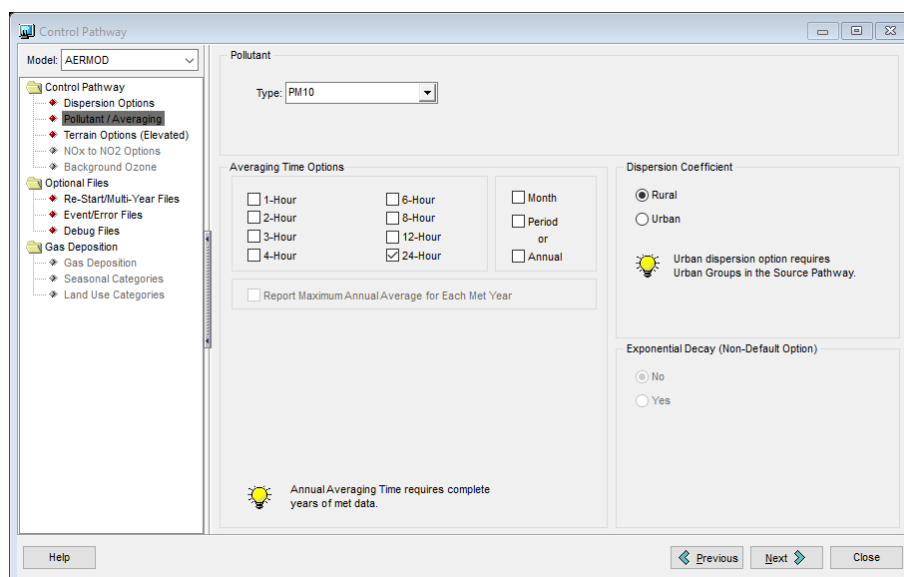 Control Pathway
Model: AERMOD
Control Pathway
Dispersion Options
Pollutant / Averaging
Terrain Options (Elevated)
NOx to NO2 Options
Background Ozone
Optional Files
Re-Start/Multi-Year Files
Event/Error Files
Debug Files
Gas Deposition
Gas Deposition
Seasonal Categories
Land Use Categories
Pollutant
Type: PM10
Averaging Time Options
1-Hour
2-Hour
3-Hour
4-Hour
6-Hour
8-Hour
12-Hour
24-Hour
Month
Period
or
Annual
Report Maximum Annual Average for Each Met Year
Annual Averaging Time requires complete
years of met data.
Dispersion Coefficient
Rural
Urban
Urban dispersion option requires
Urban Groups in the Source Pathway.
Exponential Decay (Non-Default Option)
No
Yes
Help
Previous
Next
Close